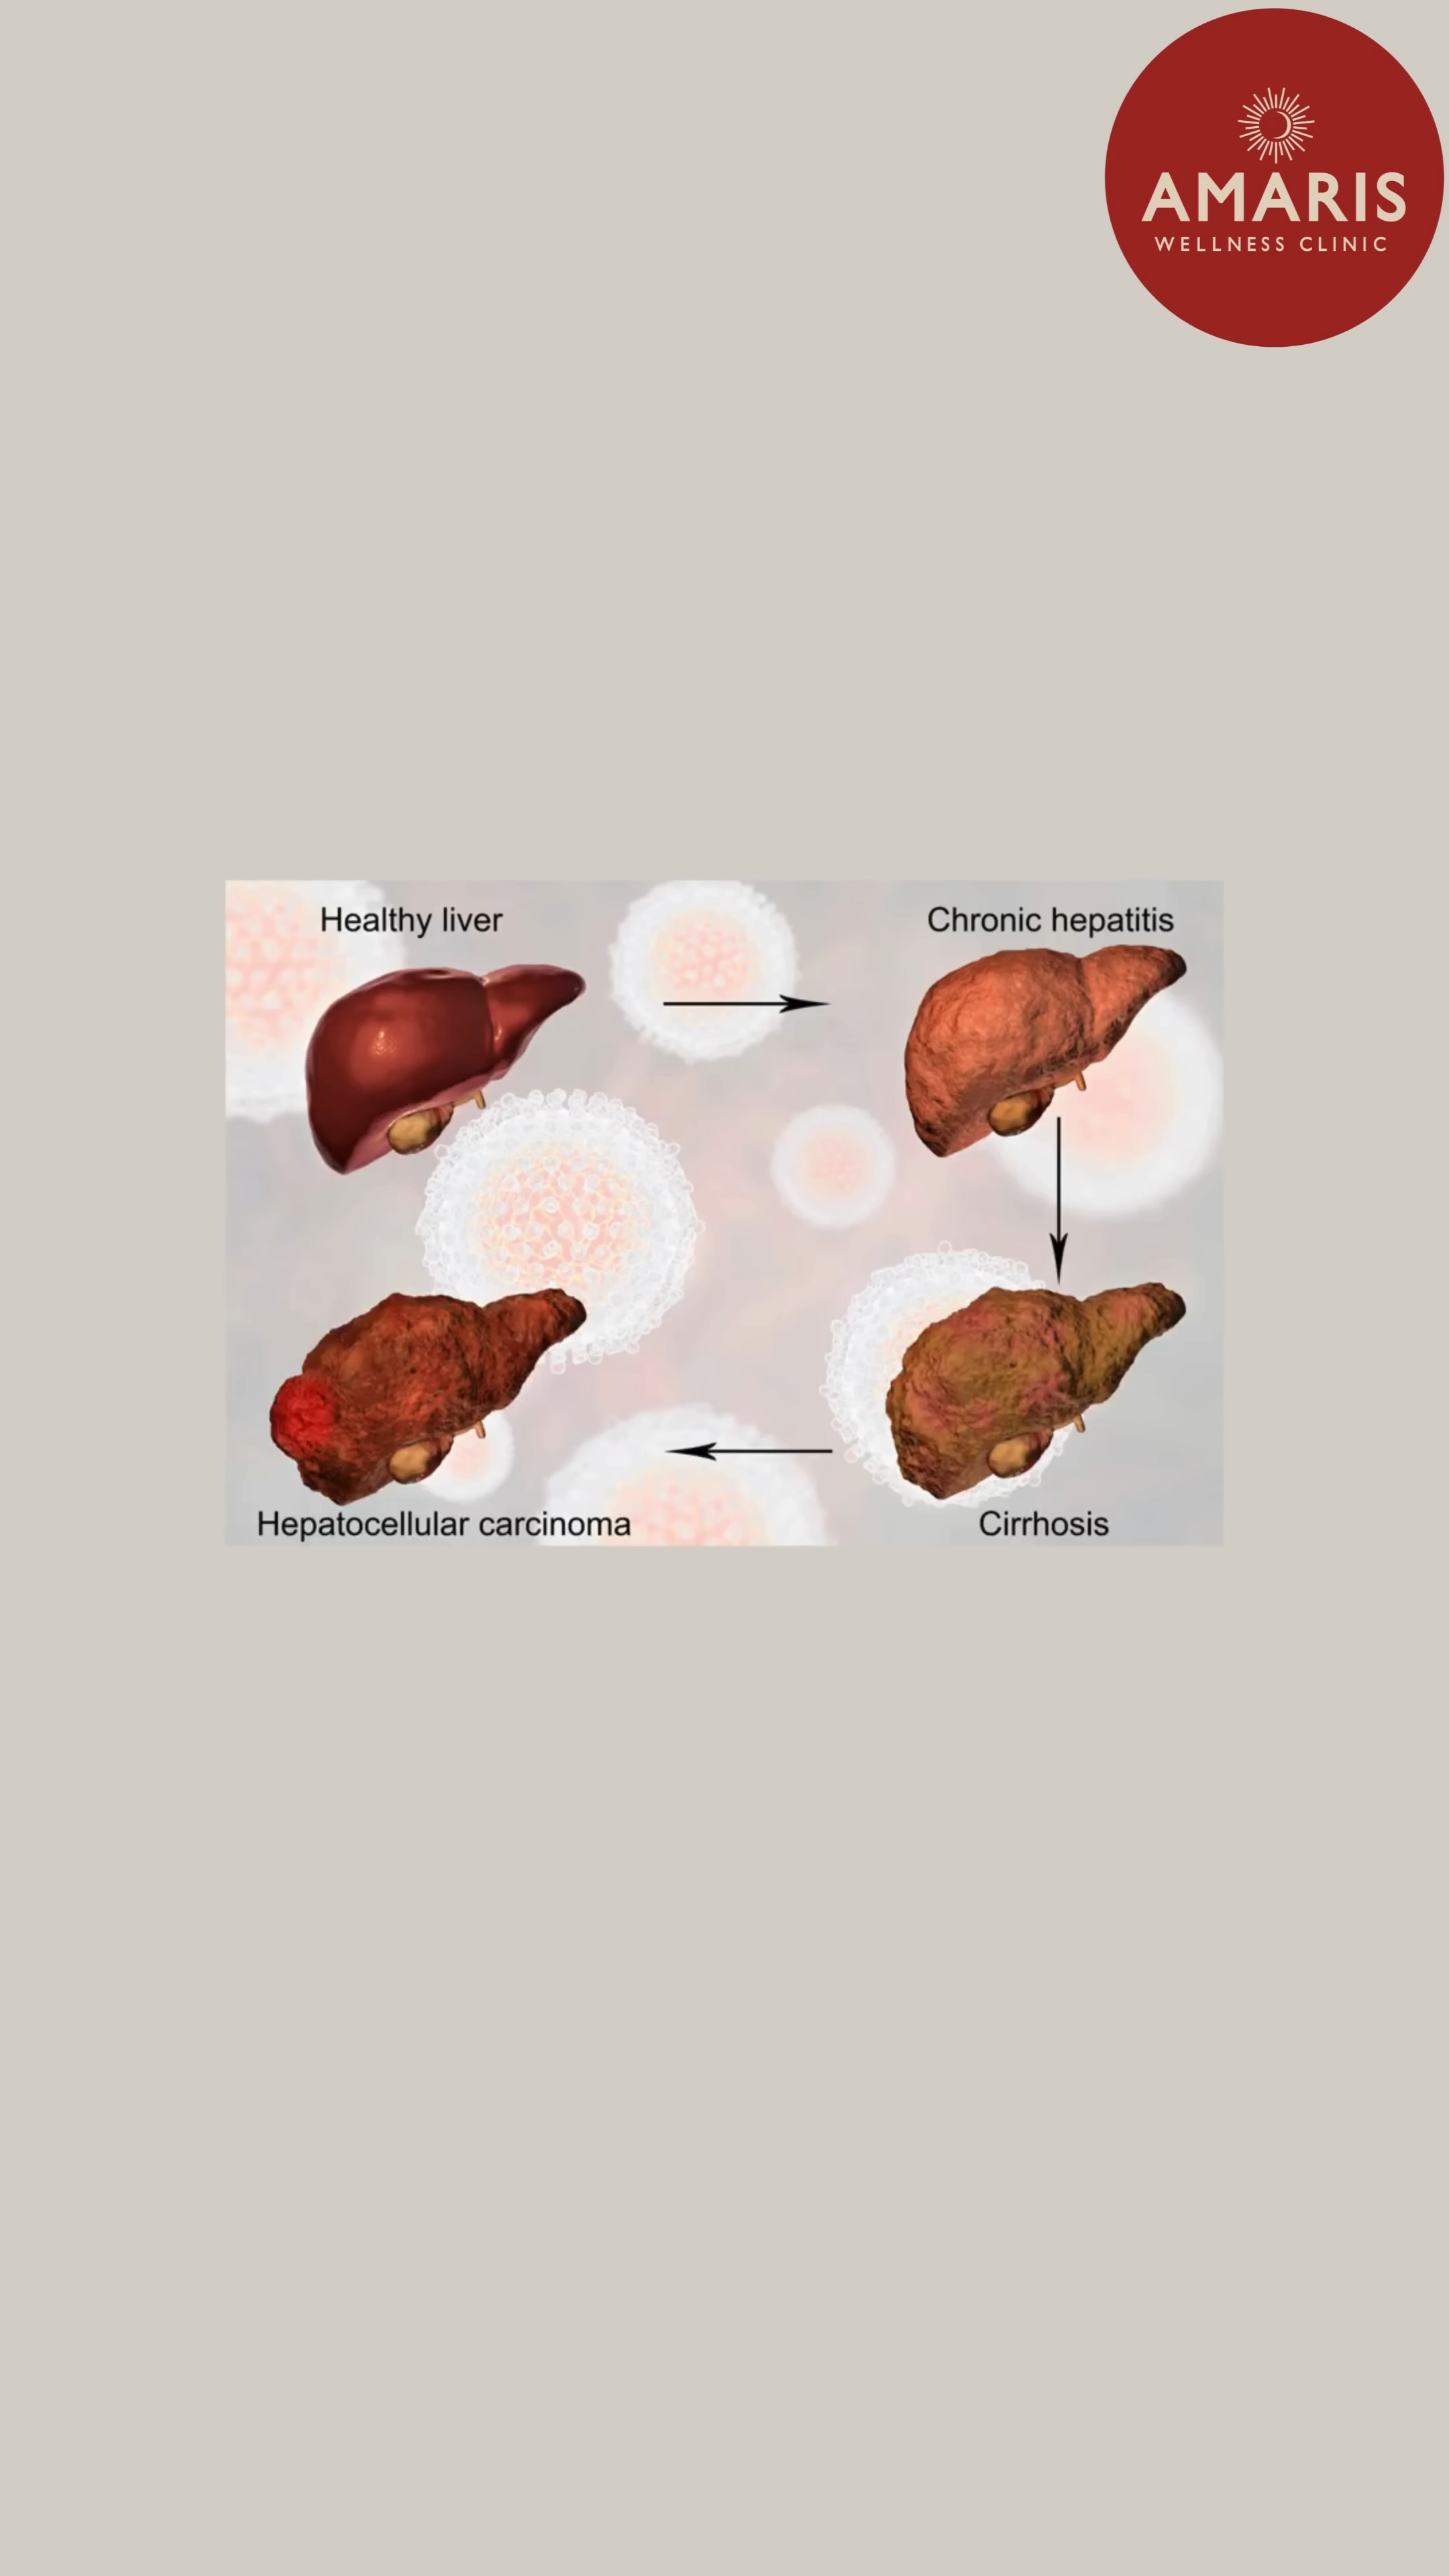 AMARIS
WELLNESS CLINIC
Healthy liver
Chronic hepatitis
Hepatocellular carcinoma
Cirrhosis